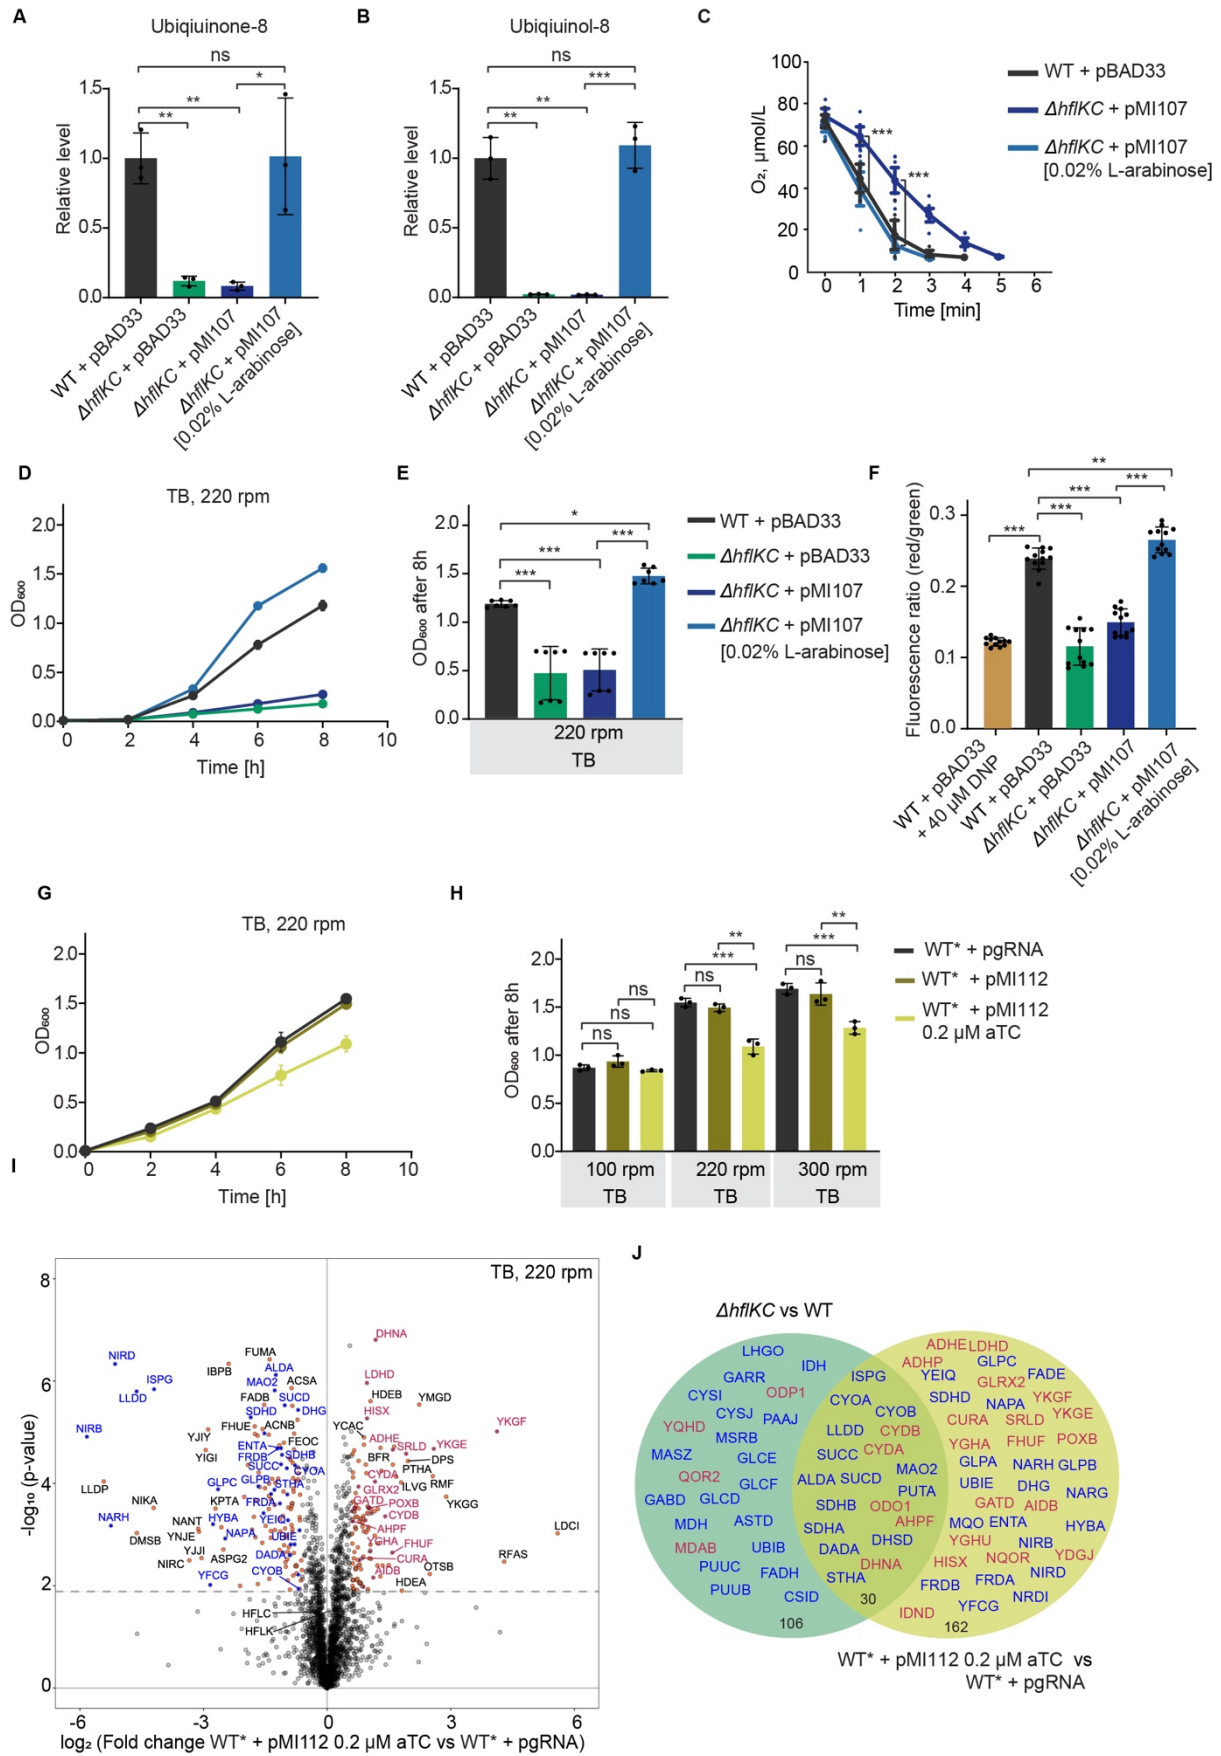 A
Ubiqiuinone-8
ns
*
**
**
Relative level
1.5
1.0
0.5
0.0
WT + pBAD33
ΔhflKC + pBAD33
ΔhflKC + pMI107
ΔhflKC + pMI107
[0.02% L-arabinose]
B
Ubiqiuinol-8
ns
***
**
**
Relative level
1.5
1.0
0.5
0.0
WT + pBAD33
ΔhflKC + pBAD33
ΔhflKC + pMI107
ΔhflKC + pMI107
[0.02% L-arabinose]
C
O₂, µmol/L
100
80
60
40
20
0
***
***
0 1 2 3 4 5 6
Time [min]
WT + pBAD33
ΔhflKC + pMI107
ΔhflKC + pMI107
[0.02% L-arabinose]
D
TB, 220 rpm
OD₆₀₀
2.0
1.5
1.0
0.5
0.0
0 2 4 6 8 10
Time [h]
E
OD₆₀₀ after 8h
2.0
1.5
1.0
0.5
0.0
*
***
***
***
220 rpm
TB
WT + pBAD33
ΔhflKC + pBAD33
ΔhflKC + pMI107
ΔhflKC + pMI107
[0.02% L-arabinose]
F
Fluorescence ratio (red/green)
0.3
0.2
0.1
0.0
**
***
***
***
***
WT + pBAD33
+ 40 µM DNP
WT + pBAD33
ΔhflKC + pBAD33
ΔhflKC + pMI107
ΔhflKC + pMI107
[0.02% L-arabinose]
G
TB, 220 rpm
OD₆₀₀
2.0
1.5
1.0
0.5
0.0
0 2 4 6 8 10
Time [h]
H
OD₆₀₀ after 8h
2.0
1.5
1.0
0.5
0.0
ns
ns
ns
**
***
ns
**
***
ns
100 rpm
TB
220 rpm
TB
300 rpm
TB
WT* + pgRNA
WT* + pMI112
WT* + pMI112
0.2 µM aTC
I
TB, 220 rpm
-log₁₀ (p-value)
8
6
4
2
0
-6 -3 0 3 6
log₂ (Fold change WT* + pMI112 0.2 µM aTC vs WT* + pgRNA)
DHNA
NIRD
FUMA
IBPB
ALDA
LDHD
ISPG
MAO2
ACSA
LLDD
HDEB
YMGD
FADB
SUCD
SDHD
DHG
HISX
NIRB
FHUE
ACNB
YCAC
YKGF
YJIY
ENTA
FEOC
ADHE
SRLD
YKGE
FRDB
SDHB
BFR
DPS
YIGI
SUCC
CYOA
CYDA
PTHA
LLDP
GLPC
GLPB
STHA
GLRX2
ILVG
RMF
NIKA
KPTA
FRDA
GATD
POXB
YKGG
NARH
NANT
HYBA
YEIQ
CYDB
DMSB
YNJE
NAPA
UBIE
AHPF
LDCI
YJJI
YGHA
FHUF
NIRC
ASPG2
DADA
CURA
RFAS
YFCG
CYOB
AIDB
OTSB
HDEA
HFLC
HFLK
J
ΔhflKC vs WT
LHGO
IDH
GARR
CYSI
ODP1
CYSJ
PAAJ
YQHD
MSRB
MASZ
GLCE
QOR2
GLCF
GABD
GLCD
MDH
ASTD
MDAB
UBIB
PUUC
FADH
PUUB
CSID
106
ISPG
CYOA
CYOB
LLDD
CYDB
SUCC
CYDA
MAO2
ALDA
SUCD
PUTA
SDHB
ODO1
SDHA
AHPF
DHSD
DADA
DHNA
STHA
30
ADHE
LDHD
ADHP
GLPC
YEIQ
FADE
GLRX2
SDHD
NAPA
YKGF
CURA
SRLD
YKGE
YGHA
FHUF
POXB
GLPA
NARH
GLPB
UBIE
DHG
NARG
GATD
AIDB
MQO
ENTA
HYBA
YGHU
NIRB
HISX
NQOR
YDGJ
NIRD
FRDB
FRDA
NRDI
YFCG
IDND
162
WT* + pMI112 0.2 µM aTC vs
WT* + pgRNA